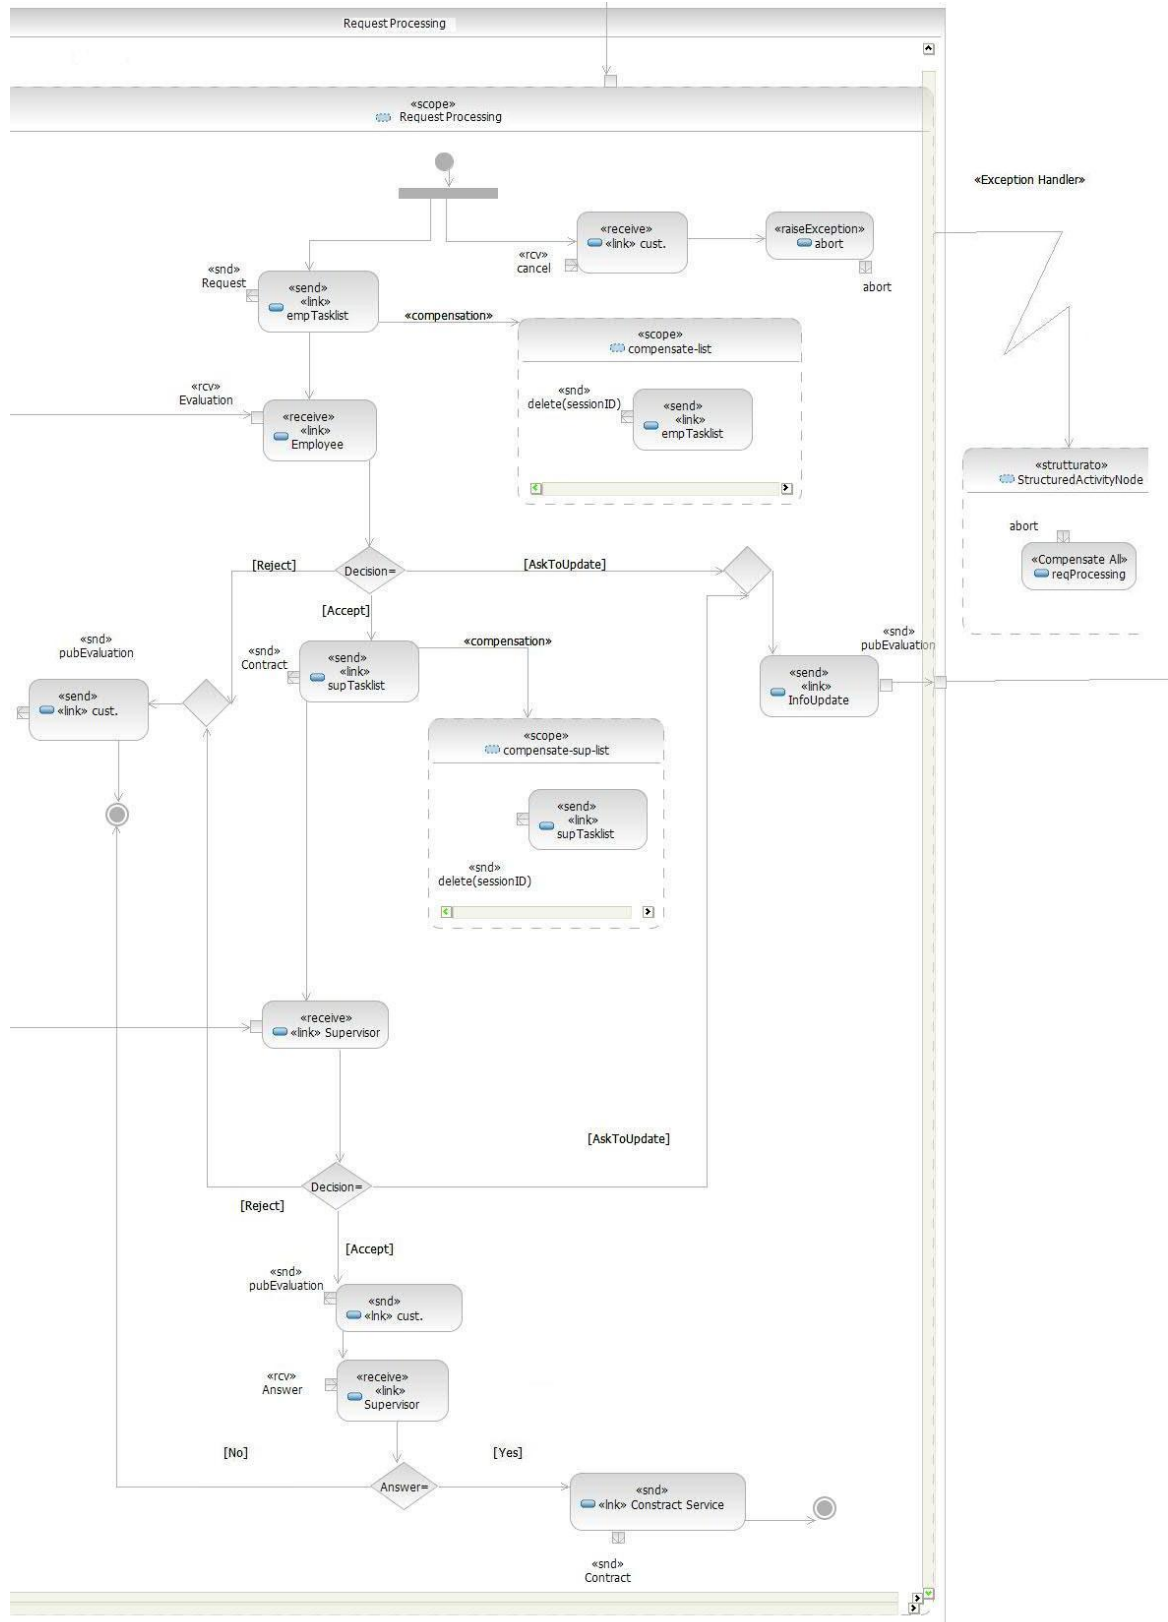 Request Processing
«scope»
Request Processing
«Exception Handler»
«receive»
«link» cust.
«rcv»
cancel
«raiseException»
abort
abort
«snd»
Request
«send»
«link»
empTasklist
«compensation»
«scope»
compensate-list
«snd»
delete(sessionID)
«send»
«link»
empTasklist
«rcv»
Evaluation
«receive»
«link»
Employee
«strutturato»
StructuredActivityNode
abort
«Compensate All»
reqProcessing
[Reject]
Decision=
[AskToUpdate]
[Accept]
«snd»
pubEvaluation
«send»
«link» cust.
«snd»
Contract
«send»
«link»
supTasklist
«compensation»
«snd»
pubEvaluation
«send»
«link»
InfoUpdate
«scope»
compensate-sup-list
«send»
«link»
supTasklist
«snd»
delete(sessionID)
«receive»
«link» Supervisor
[AskToUpdate]
Decision=
[Reject]
[Accept]
«snd»
pubEvaluation
«snd»
«lnk» cust.
«rcv»
Answer
«receive»
«link»
Supervisor
[No]
[Yes]
Answer=
«snd»
«lnk» Constract Service
«snd»
Contract